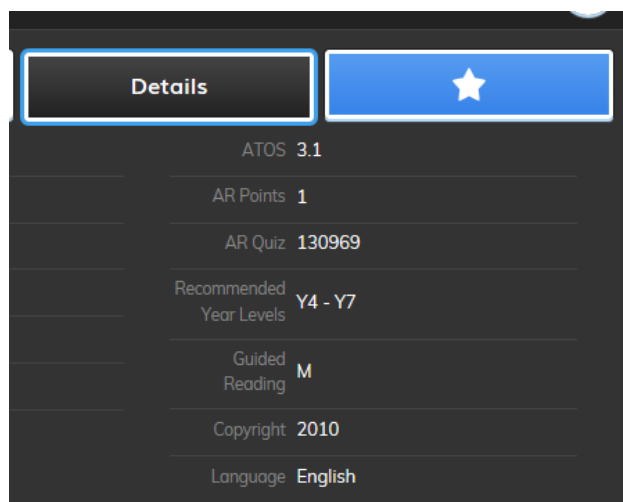 Details
ATOS 3.1
AR Points 1
AR Quiz 130969
Recommended
Year Levels Y4 - Y7
Guided
Reading M
Copyright 2010
Language English